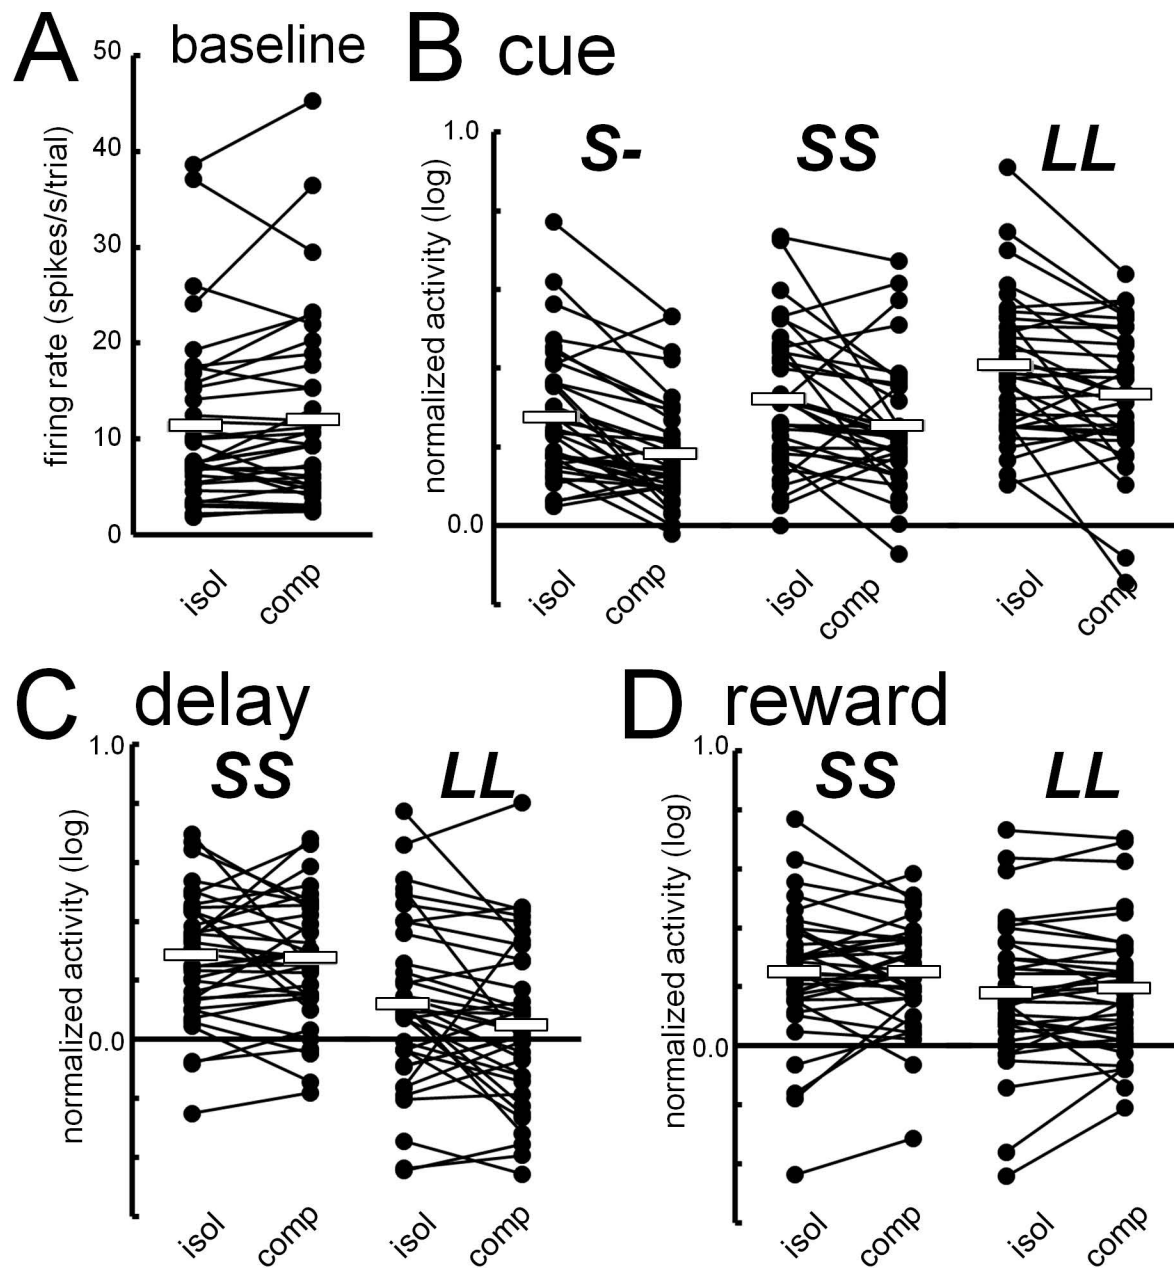 A baseline
firing rate (spikes/s/trial)
50
40
30
20
10
0
isol comp
B cue
normalized activity (log)
1.0
0.0
S- SS LL
isol comp isol comp isol comp
C delay
normalized activity (log)
1.0
0.0
SS LL
isol comp isol comp
D reward
normalized activity (log)
1.0
0.0
SS LL
isol comp isol comp